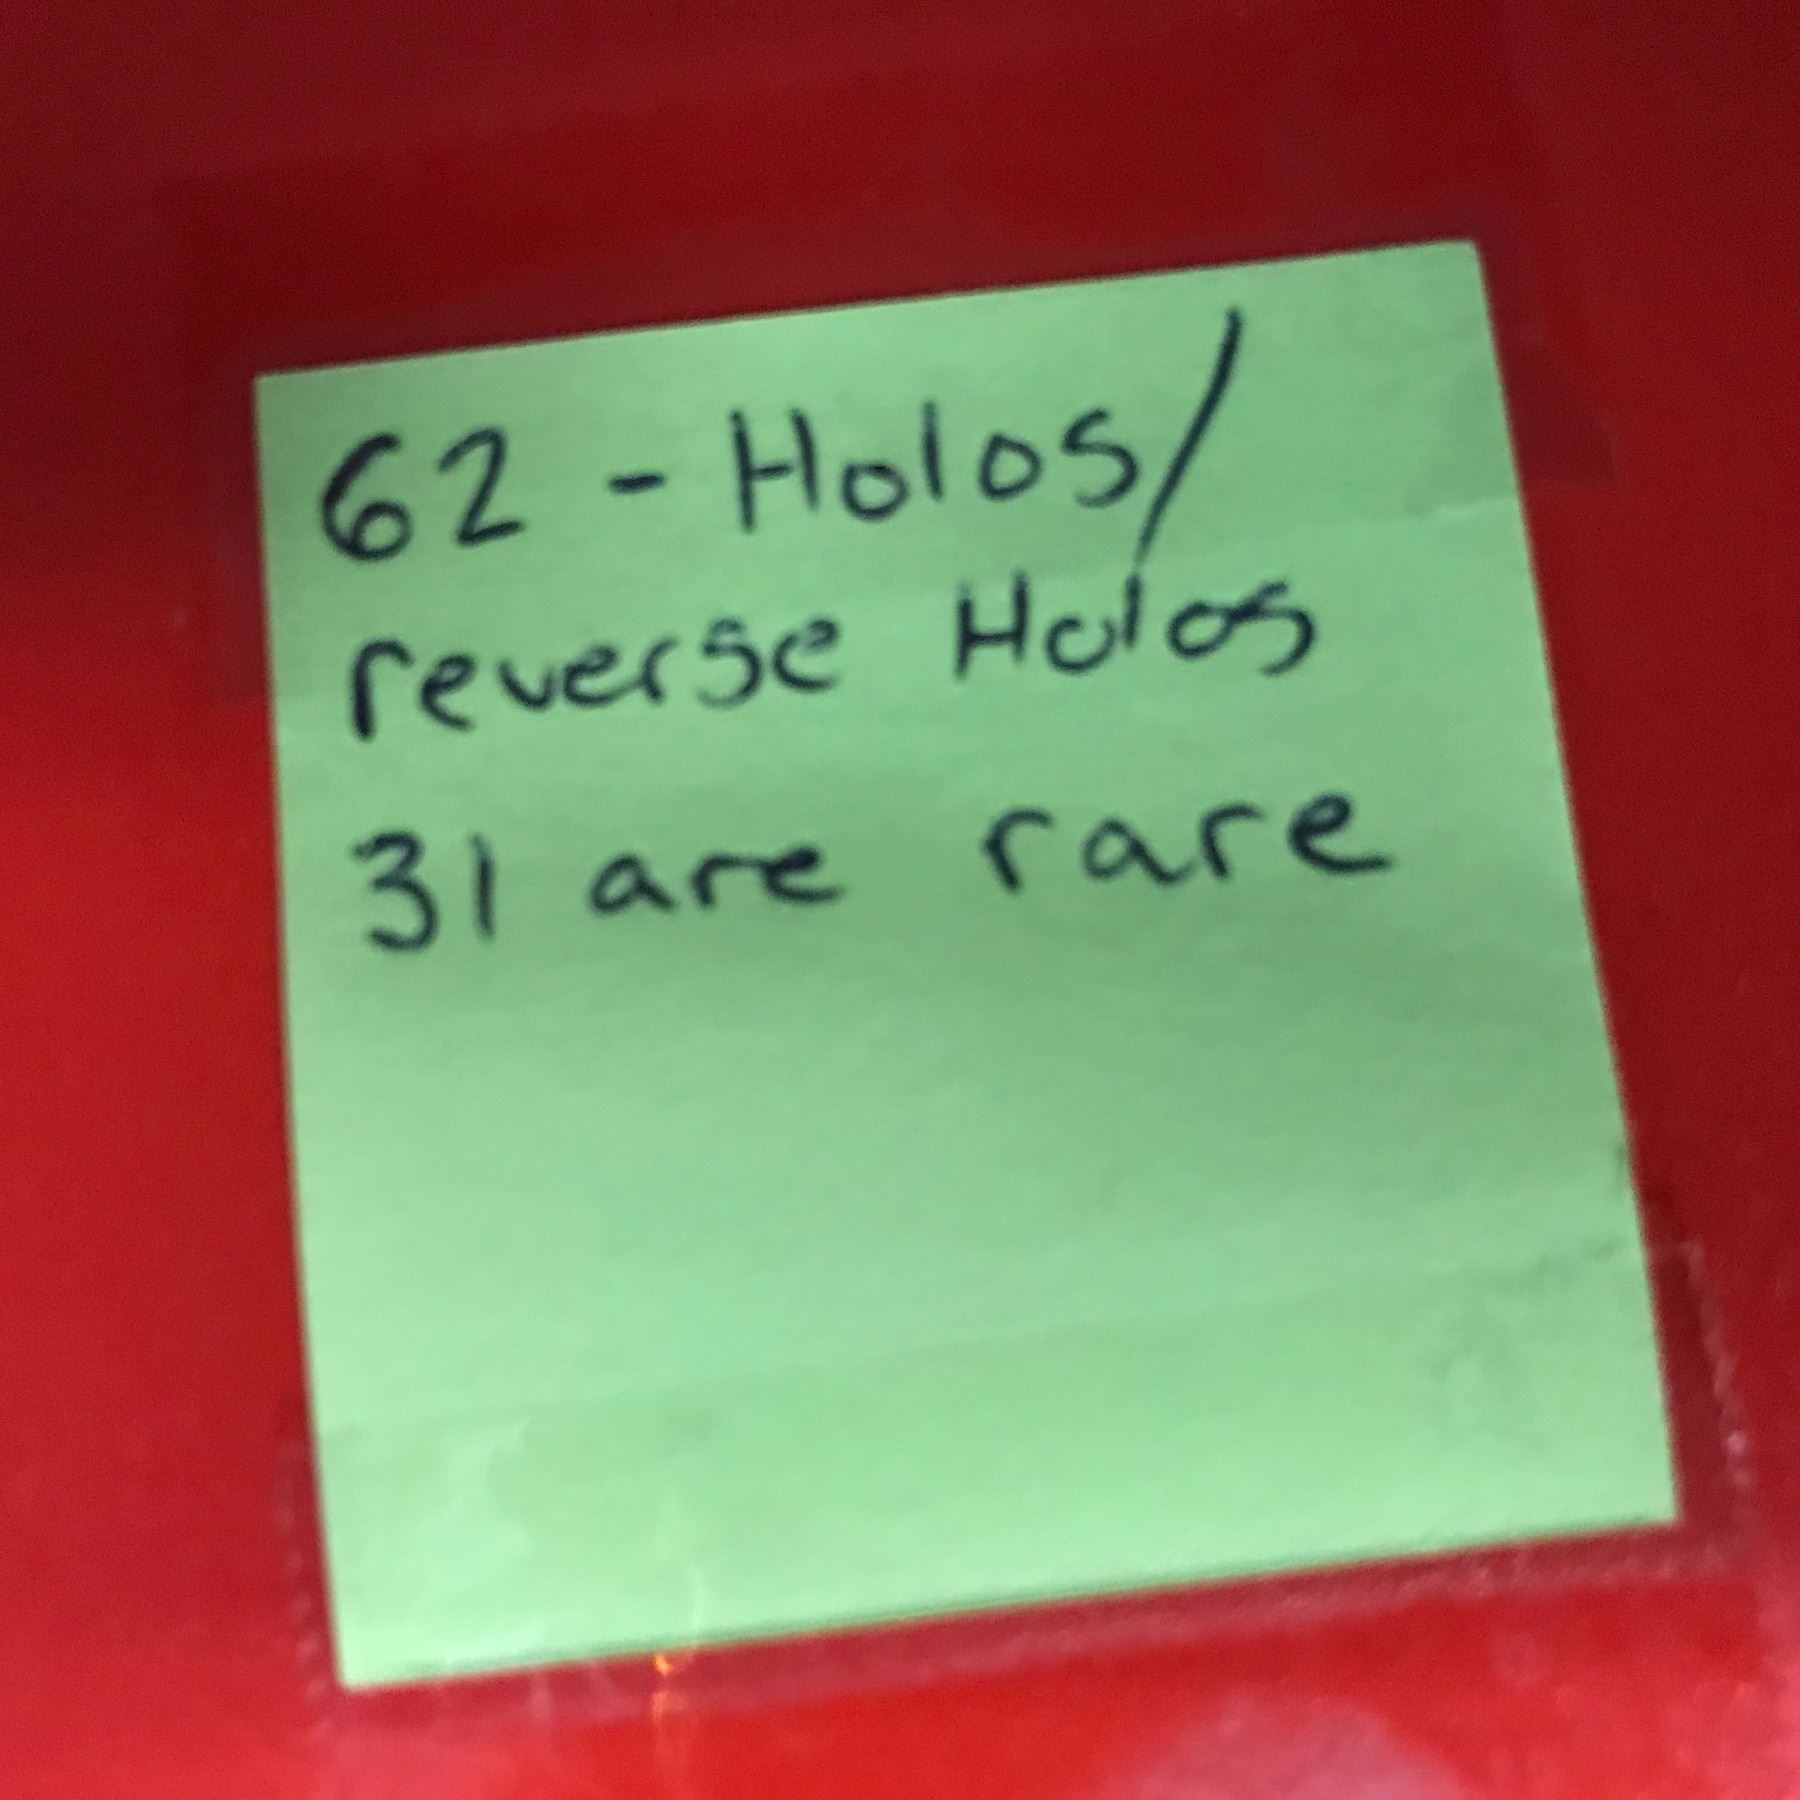 62 - Holos/
reverse Holos
31 are rare